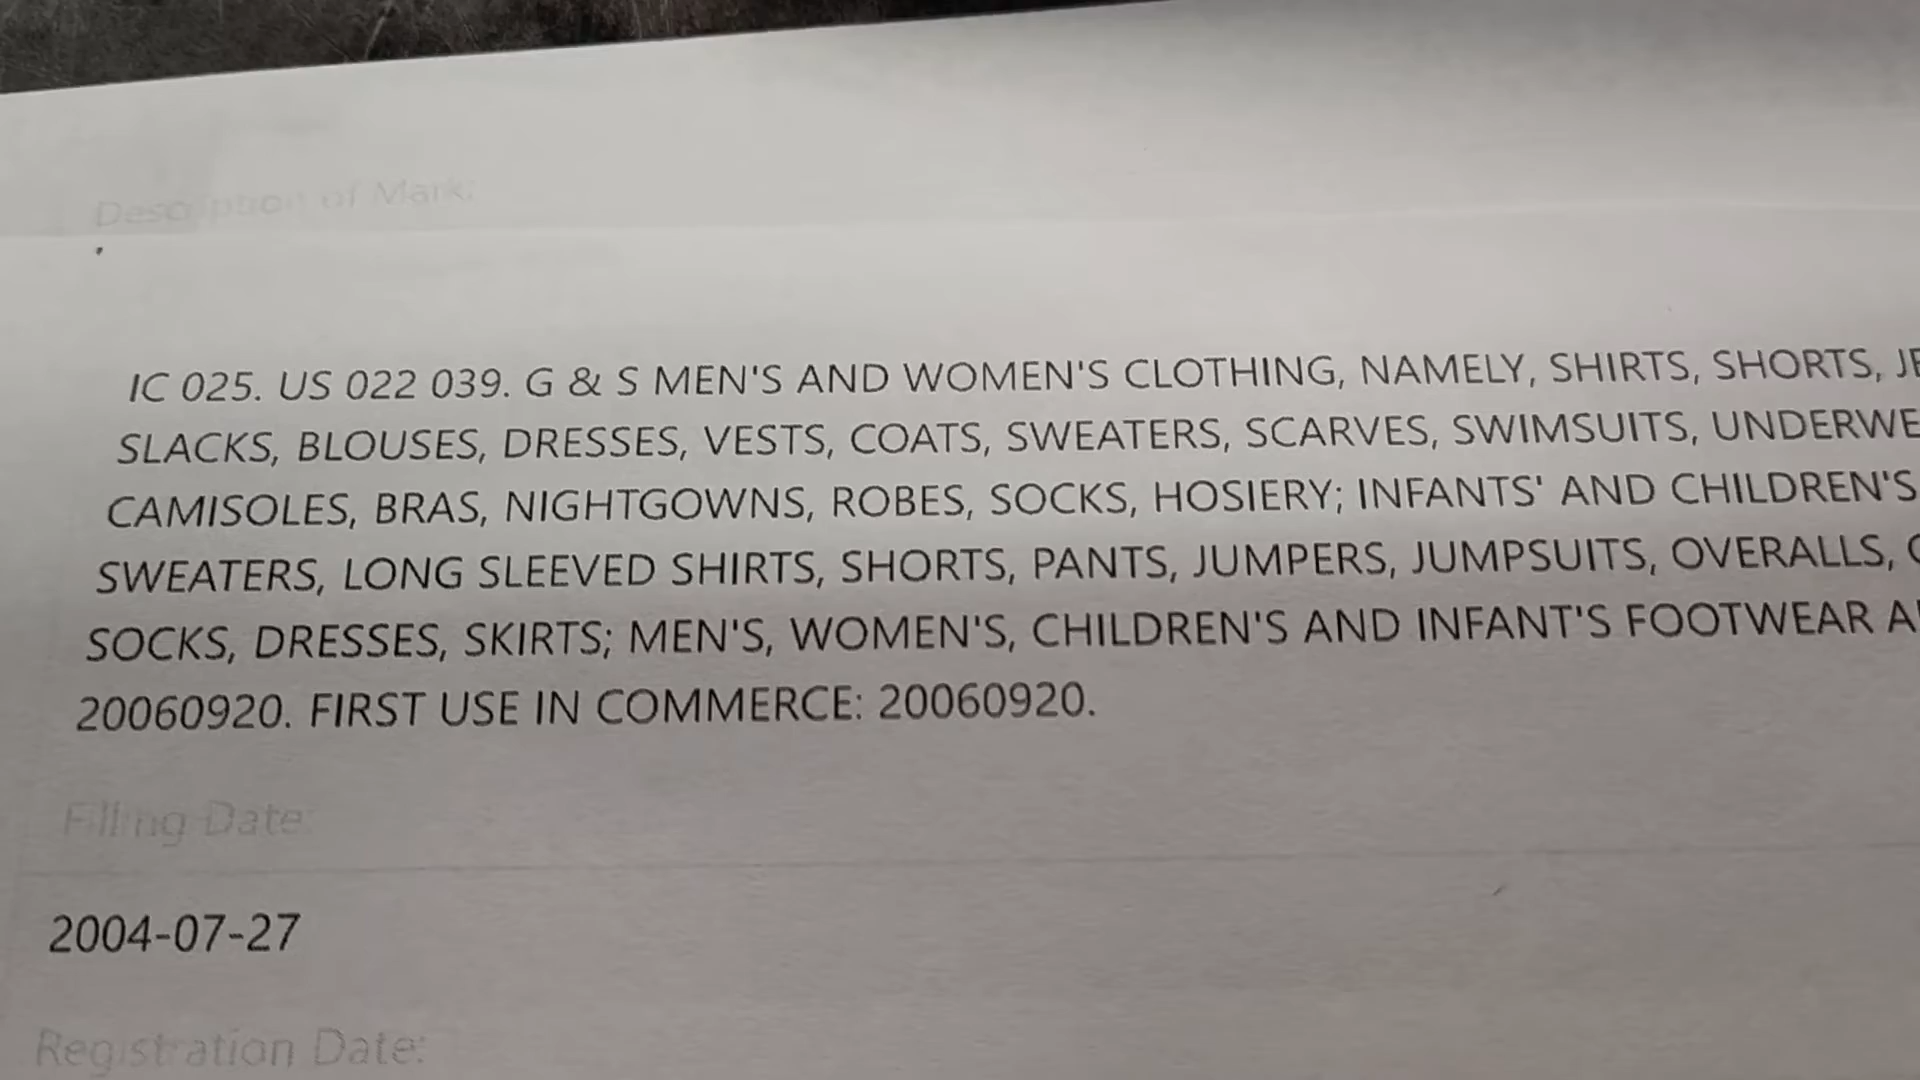 Description of Mark:
IC 025. US 022 039. G & S MEN'S AND WOMEN'S CLOTHING, NAMELY, SHIRTS, SHORTS,
SLACKS, BLOUSES, DRESSES, VESTS, COATS, SWEATERS, SCARVES, SWIMSUITS,
CAMISOLES, BRAS, NIGHTGOWNS, ROBES, SOCKS, HOSIERY; INFANTS' AND CHILDREN'S
SWEATERS, LONG SLEEVED SHIRTS, SHORTS, PANTS, JUMPERS, JUMPSUITS, OVERALLS,
SOCKS, DRESSES, SKIRTS; MEN'S, WOMEN'S, CHILDREN'S AND INFANT'S FOOTWEAR
20060920. FIRST USE IN COMMERCE: 20060920.
Filling Date:
2004-07-27
Registration Date: